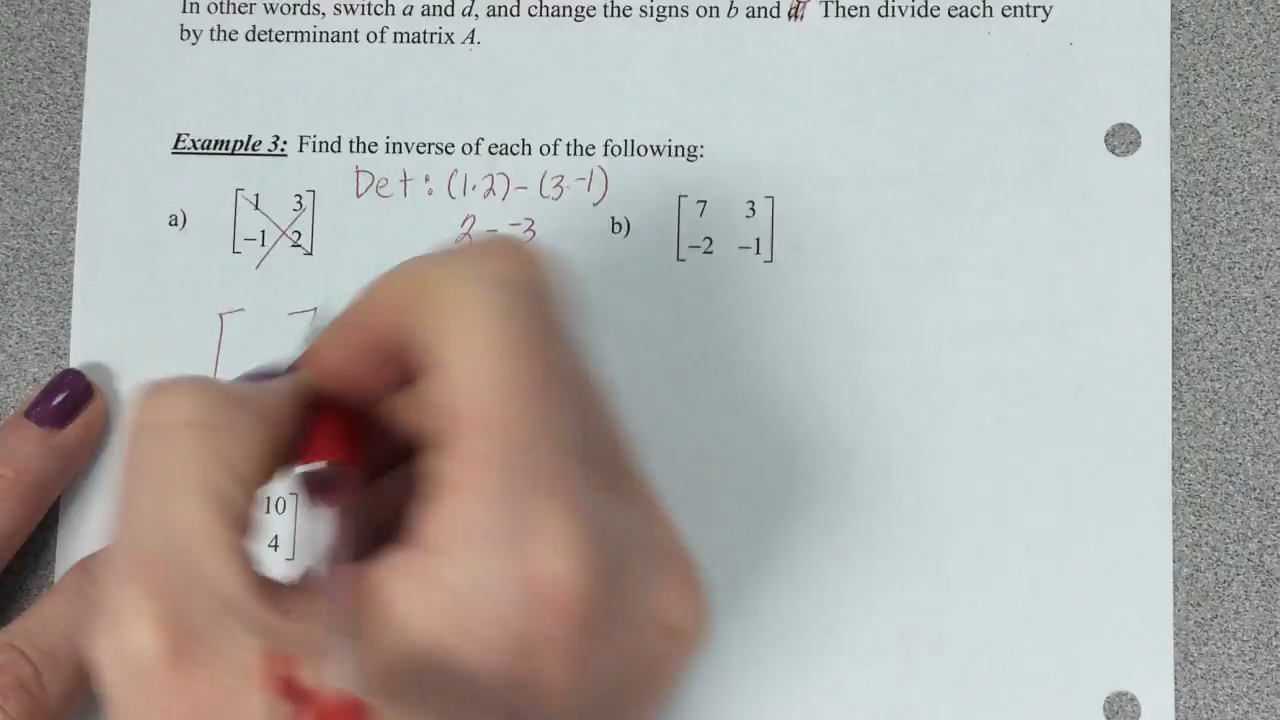 In other words, switch a and d, and change the signs on b and Then divide each entry
by the determinant of matrix A.
Example 3: Find the inverse of each of the following:
Det: (1·2)-(3·-1)
a) [1 3
-1 2]
2 - -3
b) [7 3
-2 -1]
10]
4]